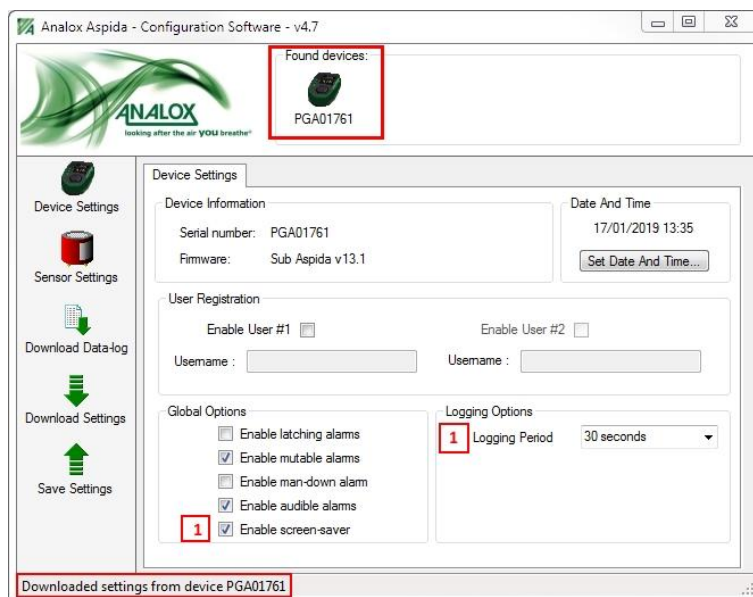 Analox Aspida - Configuration Software - v4.7
ANALOX
looking after the air YOU breathe®
Found devices:
PGA01761
Device Settings
Sensor Settings
Download Data-log
Download Settings
Save Settings
Device Settings
Device Information
Serial number: PGA01761
Firmware: Sub Aspida v13.1
Date And Time
17/01/2019 13:35
Set Date And Time...
User Registration
Enable User #1
Enable User #2
Username :
Username :
Global Options
Enable latching alarms
Enable mutable alarms
Enable man-down alarm
Enable audible alarms
1 Enable screen-saver
Logging Options
1 Logging Period 30 seconds
Downloaded settings from device PGA01761